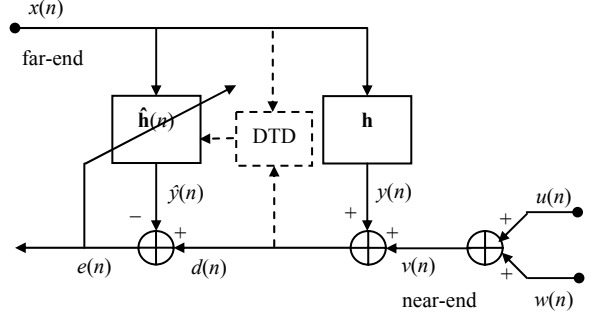 x(n)
far-end
ĥ(n)
DTD
h
ŷ(n)
y(n)
u(n)
−
+
+
+
+
+
e(n)
d(n)
v(n)
near-end
w(n)